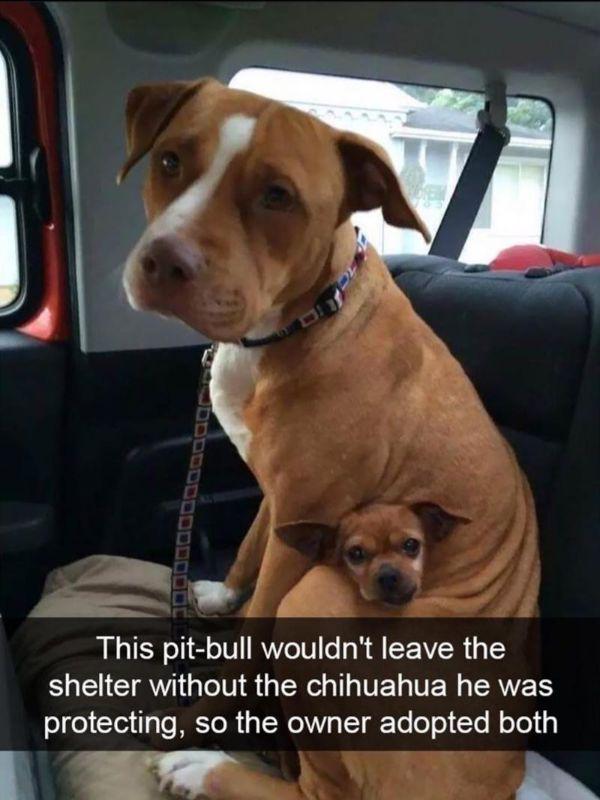 This pit-bull wouldn't leave the
shelter without the chihuahua he was
protecting, so the owner adopted both